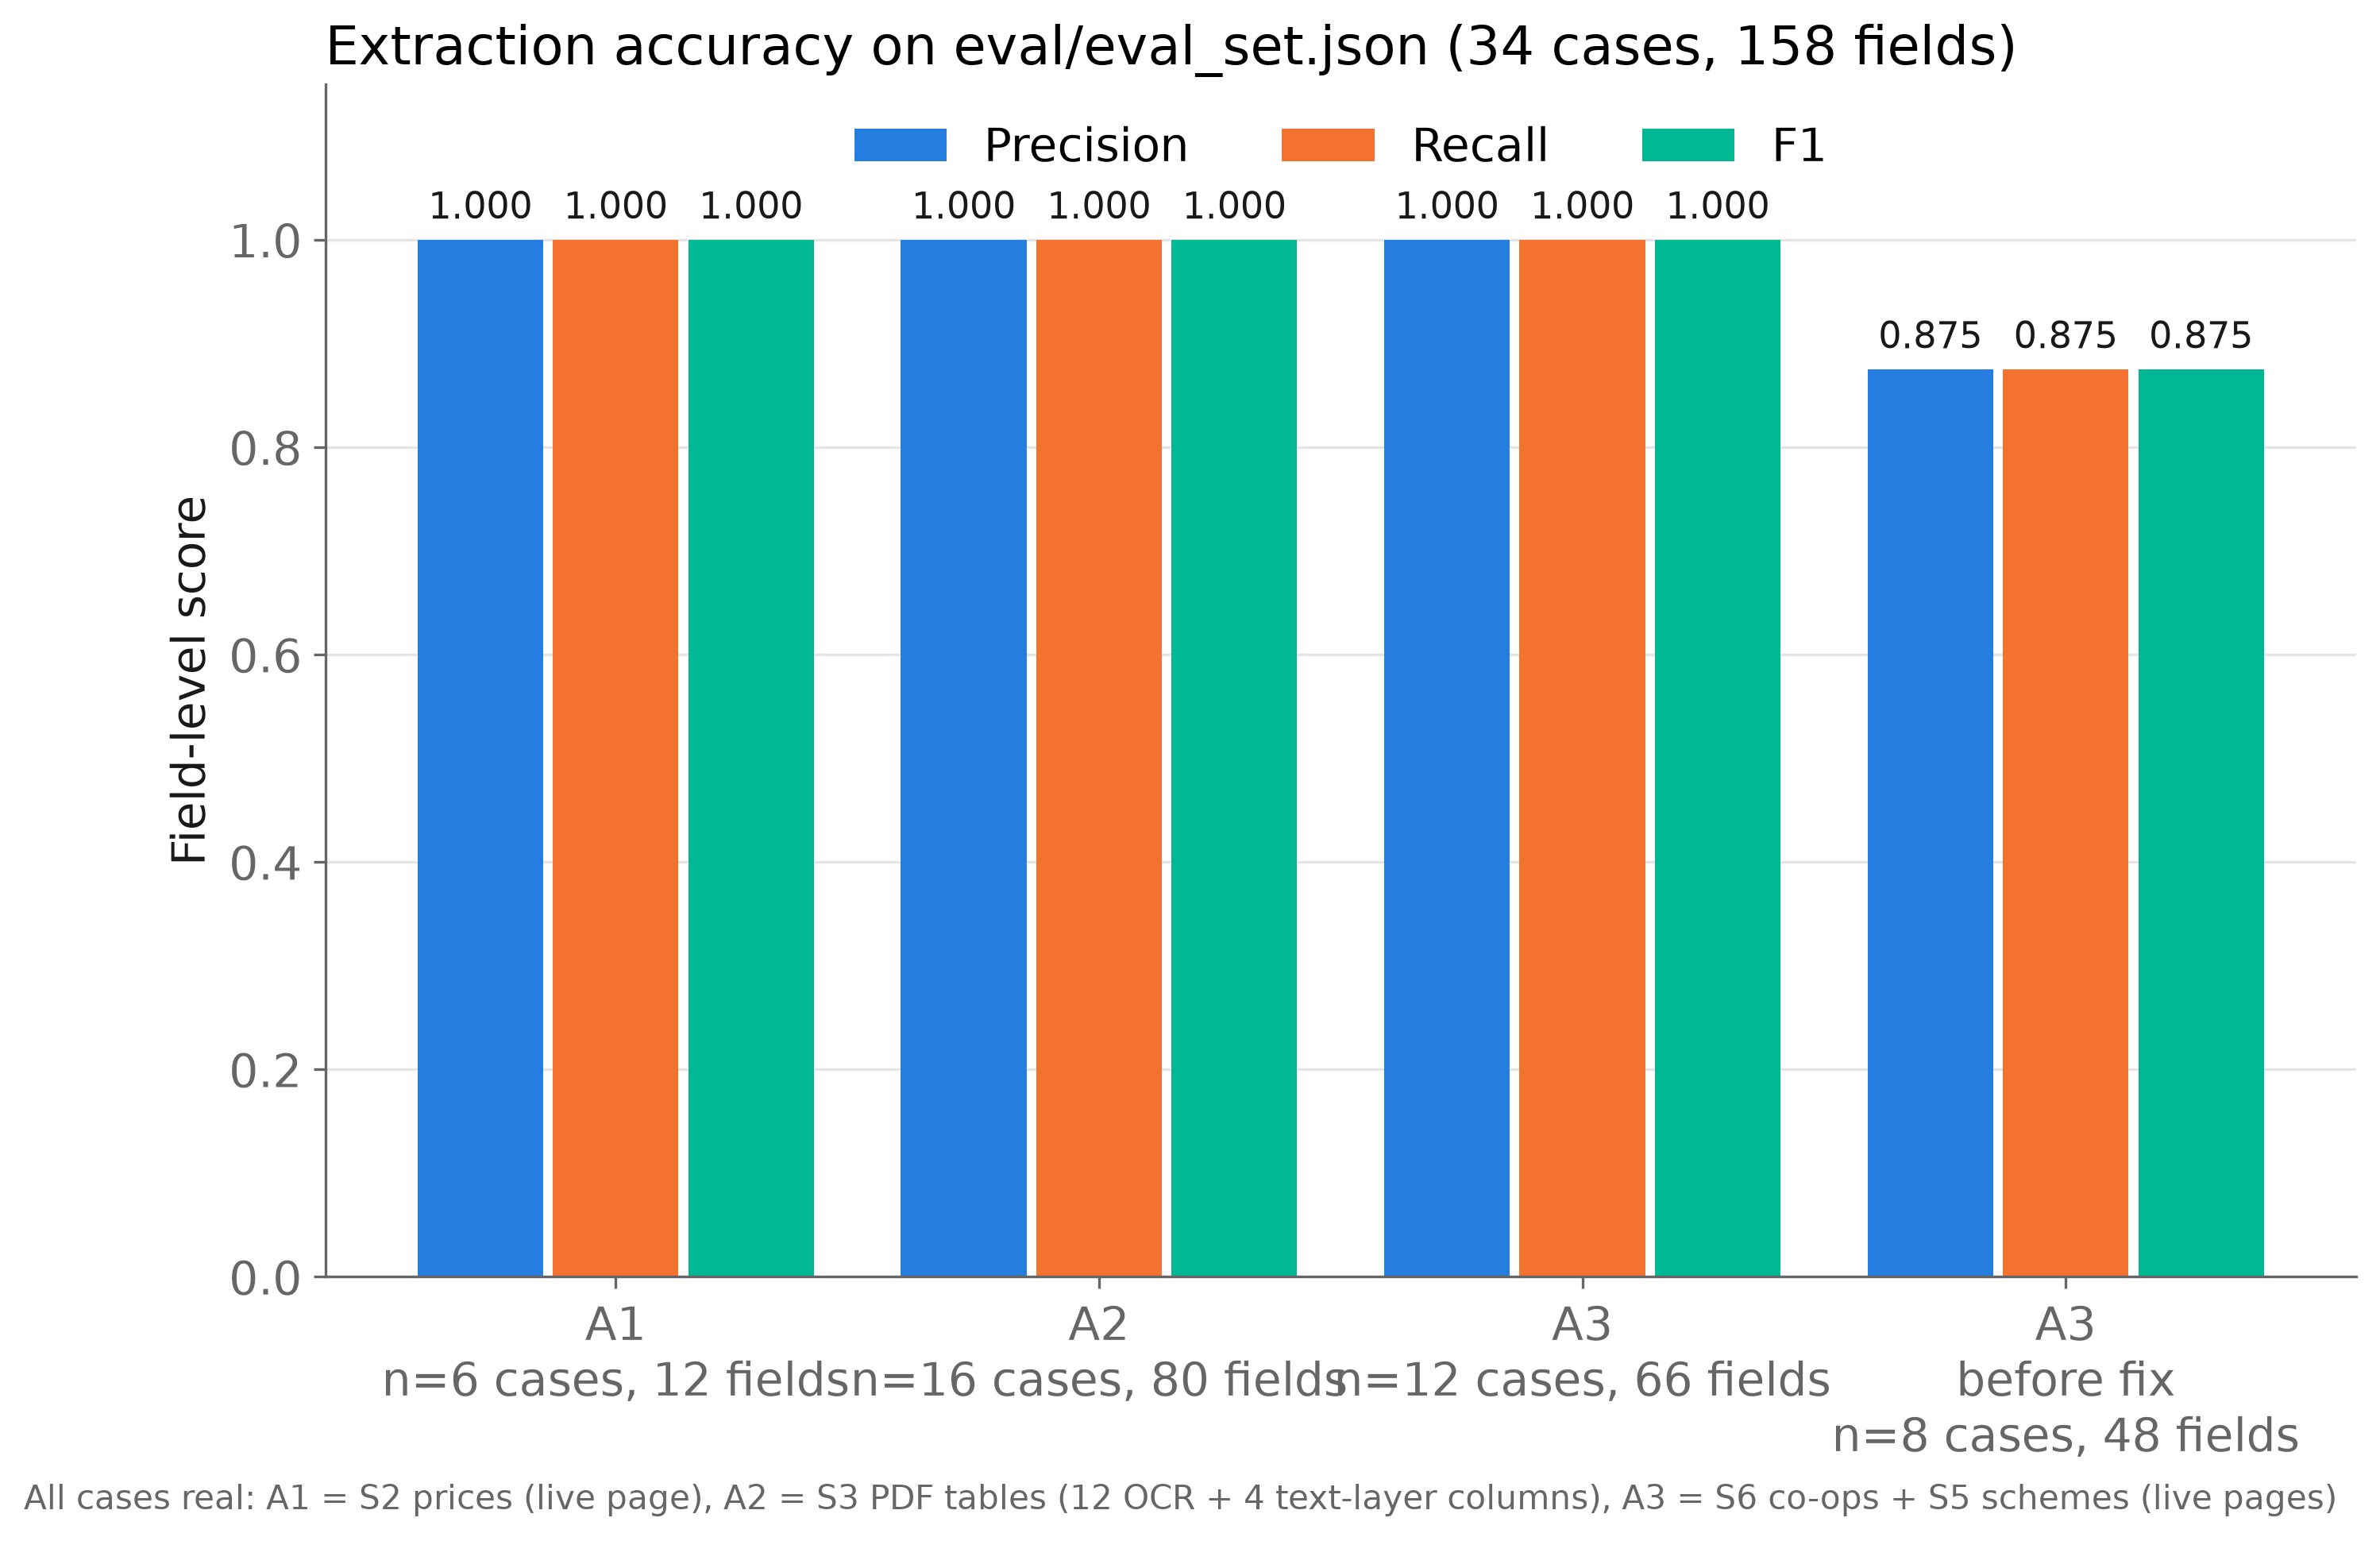 Extraction accuracy on eval/eval_set.json (34 cases, 158 fields)
Precision Recall F1
1.000 1.000 1.000 1.000 1.000 1.000 1.000 1.000 1.000
0.875 0.875 0.875
1.0
0.8
0.6
0.4
0.2
0.0
Field-level score
A1 A2 A3 A3
n=6 cases, 12 fields n=16 cases, 80 fields n=12 cases, 66 fields before fix
n=8 cases, 48 fields
All cases real: A1 = S2 prices (live page), A2 = S3 PDF tables (12 OCR + 4 text-layer columns), A3 = S6 co-ops + S5 schemes (live pages)